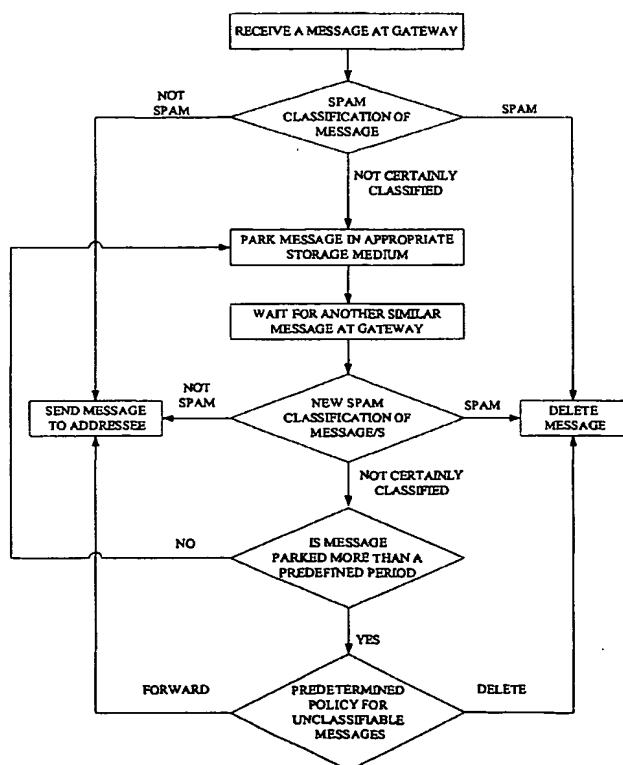 RECEIVE A MESSAGE AT GATEWAY
NOT
SPAM
SPAM
CLASSIFICATION OF
MESSAGE
SPAM
NOT CERTAINLY
CLASSIFIED
PARK MESSAGE IN APPROPRIATE
STORAGE MEDIUM
WAIT FOR ANOTHER SIMILAR
MESSAGE AT GATEWAY
SEND MESSAGE
TO ADDRESSEE
NOT
SPAM
NEW SPAM
CLASSIFICATION OF
MESSAGE/S
SPAM
DELETE
MESSAGE
NOT CERTAINLY
CLASSIFIED
NO
IS MESSAGE
PARKED MORE THAN A
PREDEFINED PERIOD
YES
FORWARD
PREDETERMINED
POLICY FOR
UNCLASSIFIABLE
MESSAGES
DELETE